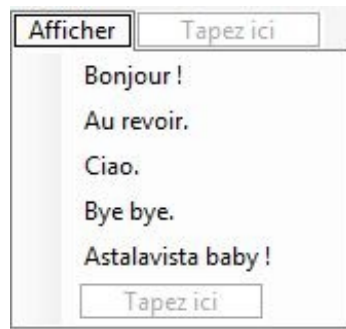 Afficher Tapez ici
Bonjour !
Au revoir.
Ciao.
Bye bye.
Astalavista baby !
Tapez ici